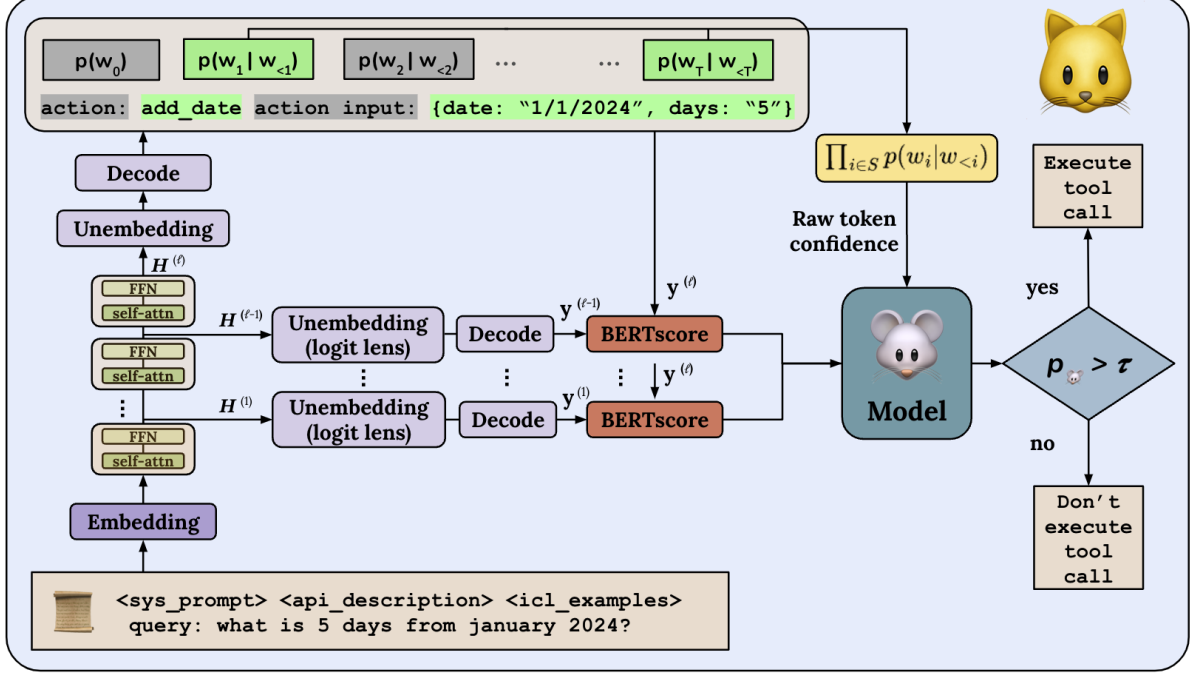 p(w₀) p(w₁ | w<₁) p(w₂ | w<₂) ... ... p(w_T | w<T)
action: add_date action input: {date: “1/1/2024”, days: “5”}
∏_{i∈S} p(w_i|w_{<i})
Raw token
confidence
Decode
Unembedding
H^(ℓ)
FFN
self-attn
H^(ℓ-1)
Unembedding
(logit lens)
Decode
y^(ℓ-1)
y^(ℓ)
BERTscore
FFN
self-attn
⋮
⋮
⋮
⋮
y^(ℓ)
H^(1)
Unembedding
(logit lens)
Decode
y^(1)
BERTscore
FFN
self-attn
Embedding
<sys_prompt> <api_description> <icl_examples>
query: what is 5 days from january 2024?
Model
p > τ
yes
Execute
tool
call
no
Don’t
execute
tool
call